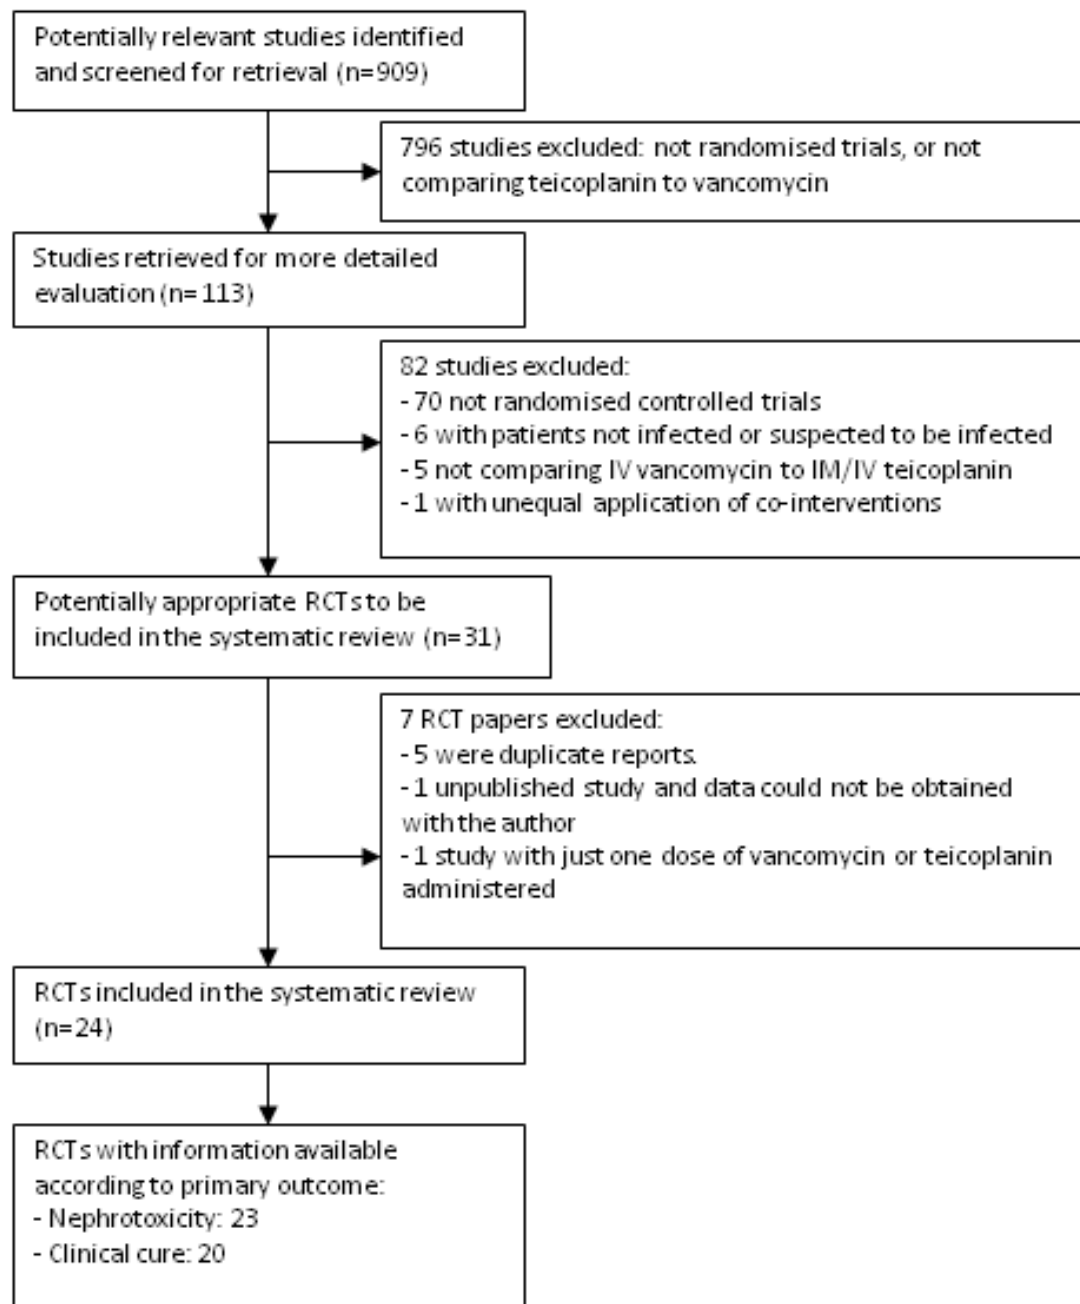 Potentially relevant studies identified
and screened for retrieval (n=909)
796 studies excluded: not randomised trials, or not
comparing teicoplanin to vancomycin
Studies retrieved for more detailed
evaluation (n=113)
82 studies excluded:
- 70 not randomised controlled trials
- 6 with patients not infected or suspected to be infected
- 5 not comparing IV vancomycin to IM/IV teicoplanin
- 1 with unequal application of co-interventions
Potentially appropriate RCTs to be
included in the systematic review (n=31)
7 RCT papers excluded:
- 5 were duplicate reports.
- 1 unpublished study and data could not be obtained
with the author
- 1 study with just one dose of vancomycin or teicoplanin
administered
RCTs included in the systematic review
(n=24)
RCTs with information available
according to primary outcome:
- Nephrotoxicity: 23
- Clinical cure: 20